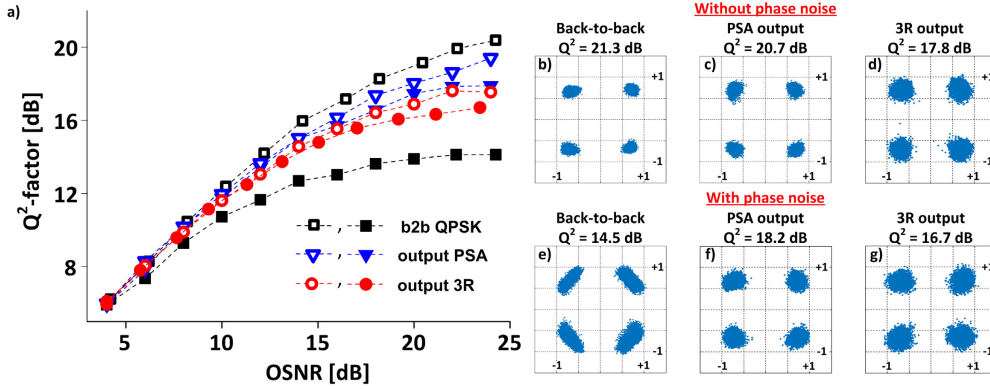 a)
Q²-factor [dB]
20
16
12
8
5
10
15
20
25
OSNR [dB]
, b2b QPSK
, output PSA
, output 3R
Without phase noise
Back-to-back
Q² = 21.3 dB
b)
+1
-1
-1
+1
PSA output
Q² = 20.7 dB
c)
+1
-1
-1
+1
3R output
Q² = 17.8 dB
d)
+1
-1
-1
+1
With phase noise
Back-to-back
Q² = 14.5 dB
e)
+1
-1
-1
+1
PSA output
Q² = 18.2 dB
f)
+1
-1
-1
+1
3R output
Q² = 16.7 dB
g)
+1
-1
-1
+1